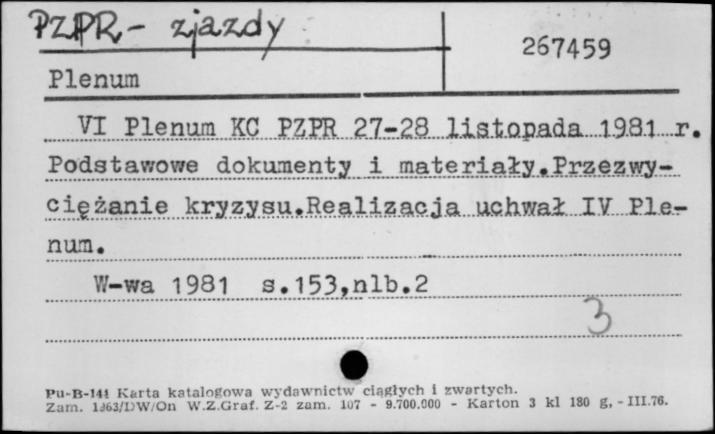 PZPR - zjazdy
267459
Plenum
VI Plenum KC PZPR 27-28 listopada 1981 r.
Podstawowe dokumenty i materiały.Przezwy-
ciężanie kryzysu.Realizacja uchwał IV Ple-
num.
W-wa 1981 s.153,nlb.2
3
Pu-B-141 Karta katalogowa wydawnictw ciągłych i zwartych.
Zam. 1363/DW/On W.Z.Graf. Z-2 zam. 107 - 9.700.000 - Karton 3 kl 180 g, - III.76.